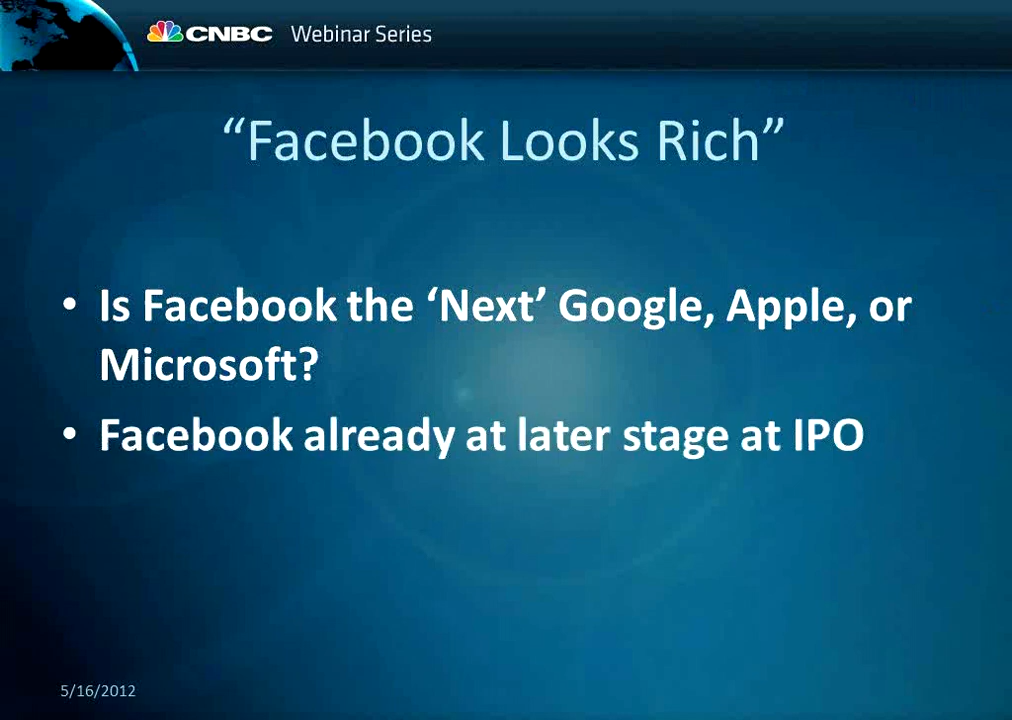 CNBC Webinar Series
“Facebook Looks Rich”
• Is Facebook the ‘Next’ Google, Apple, or
Microsoft?
• Facebook already at later stage at IPO
5/16/2012